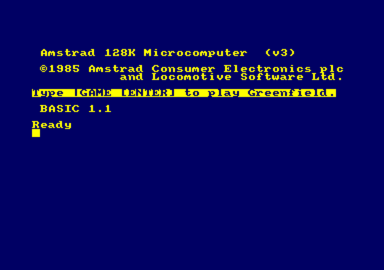 Amstrad 128K Microcomputer (v3)
©1985 Amstrad Consumer Electronics plc
and Locomotive Software Ltd.
Type |GAME [ENTER] to play Greenfield.
BASIC 1.1
Ready